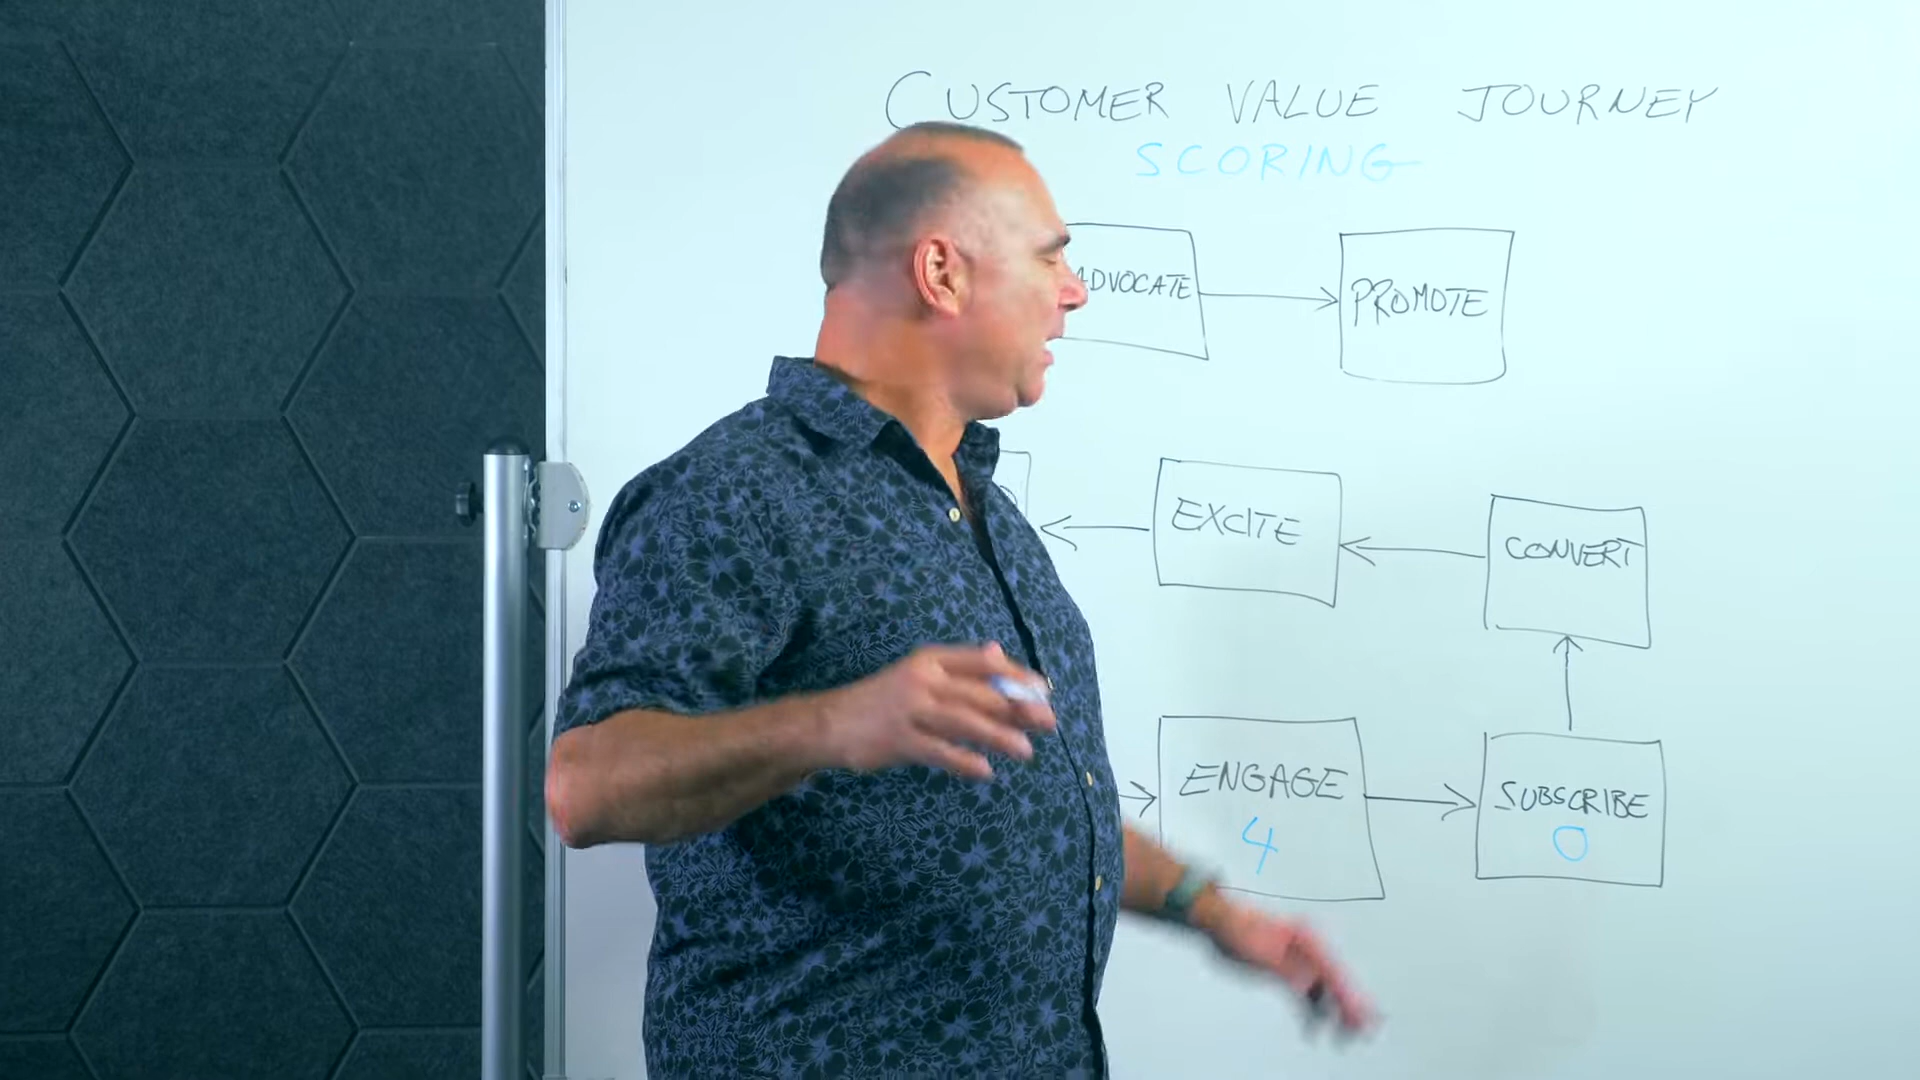 CUSTOMER VALUE JOURNEY
SCORING
ADVOCATE
PROMOTE
EXCITE
CONVERT
ENGAGE
4
SUBSCRIBE
0